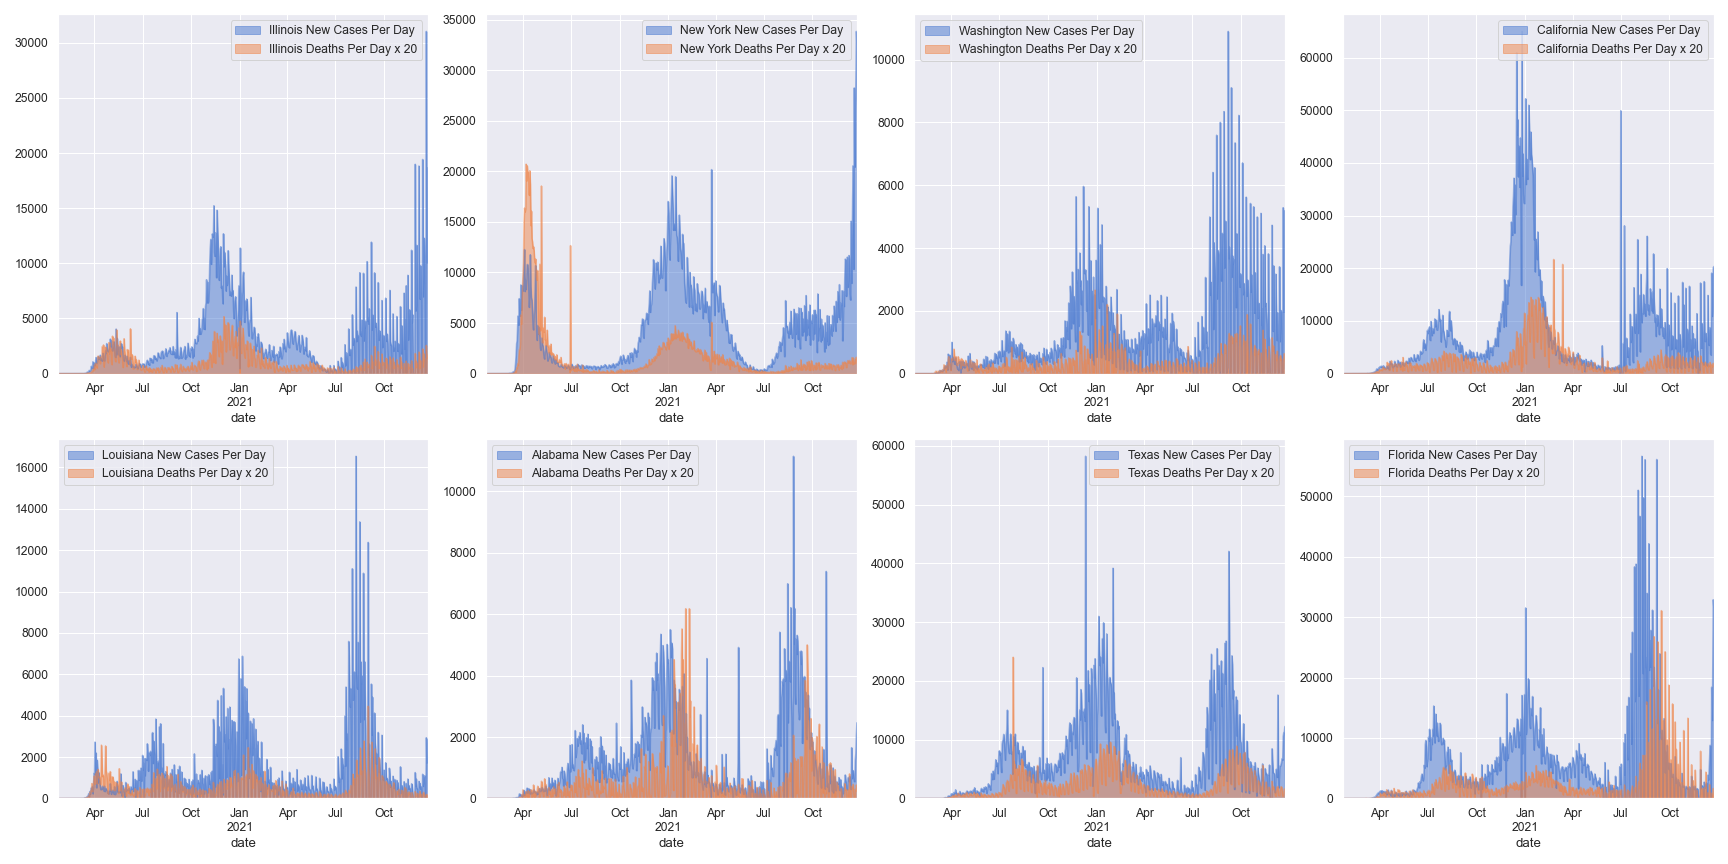 Illinois New Cases Per Day
Illinois Deaths Per Day x 20
30000
25000
20000
15000
10000
5000
0
Apr Jul Oct Jan Apr Jul Oct
2021
date
New York New Cases Per Day
New York Deaths Per Day x 20
35000
30000
25000
20000
15000
10000
5000
0
Apr Jul Oct Jan Apr Jul Oct
2021
date
Washington New Cases Per Day
Washington Deaths Per Day x 20
10000
8000
6000
4000
2000
0
Apr Jul Oct Jan Apr Jul Oct
2021
date
California New Cases Per Day
California Deaths Per Day x 20
60000
50000
40000
30000
20000
10000
0
Apr Jul Oct Jan Apr Jul Oct
2021
date
Louisiana New Cases Per Day
Louisiana Deaths Per Day x 20
16000
14000
12000
10000
8000
6000
4000
2000
0
Apr Jul Oct Jan Apr Jul Oct
2021
date
Alabama New Cases Per Day
Alabama Deaths Per Day x 20
10000
8000
6000
4000
2000
0
Apr Jul Oct Jan Apr Jul Oct
2021
date
Texas New Cases Per Day
Texas Deaths Per Day x 20
60000
50000
40000
30000
20000
10000
0
Apr Jul Oct Jan Apr Jul Oct
2021
date
Florida New Cases Per Day
Florida Deaths Per Day x 20
50000
40000
30000
20000
10000
0
Apr Jul Oct Jan Apr Jul Oct
2021
date